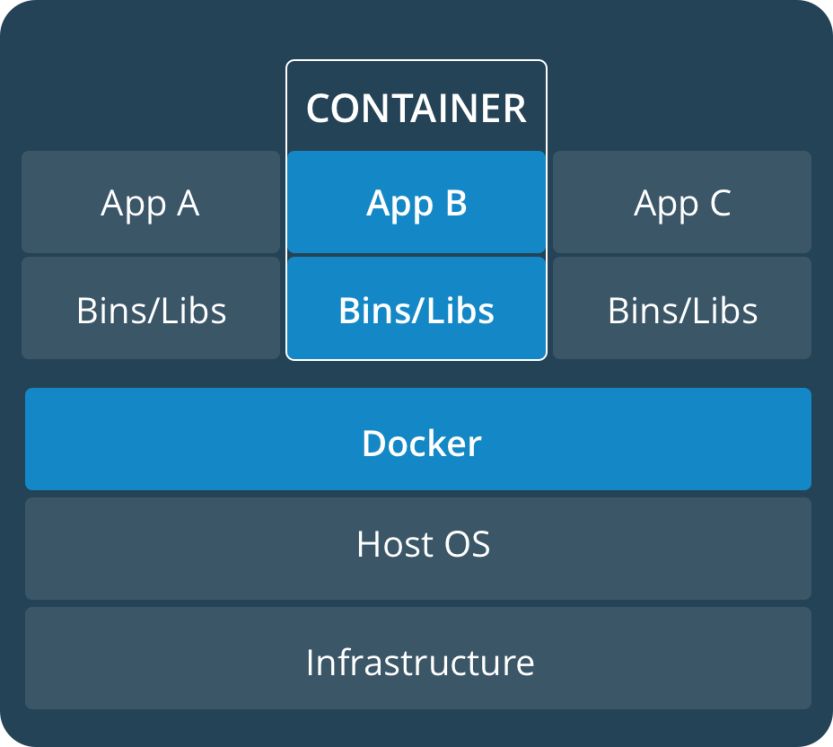 CONTAINER
App A
App B
App C
Bins/Libs
Bins/Libs
Bins/Libs
Docker
Host OS
Infrastructure